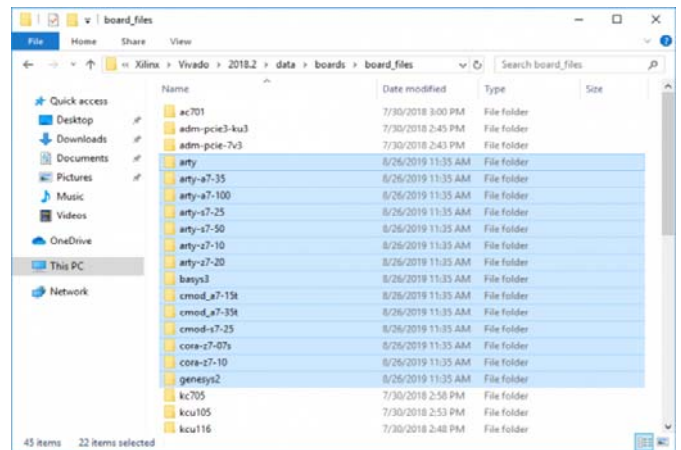 board_files
File Home Share View
« Xilinx › Vivado › 2018.2 › data › boards › board_files Search board_files
Name Date modified Type Size
Quick access
Desktop
Downloads
Documents
Pictures
Music
Videos
OneDrive
This PC
Network
ac701 7/30/2018 3:00 PM File folder
adm-pcie3-ku3 7/30/2018 2:45 PM File folder
adm-pcie-7v3 7/30/2018 2:43 PM File folder
arty 8/26/2019 11:35 AM File folder
arty-a7-35 8/26/2019 11:35 AM File folder
arty-a7-100 8/26/2019 11:35 AM File folder
arty-s7-25 8/26/2019 11:35 AM File folder
arty-s7-50 8/26/2019 11:35 AM File folder
arty-z7-10 8/26/2019 11:35 AM File folder
arty-z7-20 8/26/2019 11:35 AM File folder
basys3 8/26/2019 11:35 AM File folder
cmod_a7-15t 8/26/2019 11:35 AM File folder
cmod_a7-35t 8/26/2019 11:35 AM File folder
cmod-s7-25 8/26/2019 11:35 AM File folder
cora-z7-07s 8/26/2019 11:35 AM File folder
cora-z7-10 8/26/2019 11:35 AM File folder
genesys2 8/26/2019 11:35 AM File folder
kc705 7/30/2018 2:58 PM File folder
kcu105 7/30/2018 2:53 PM File folder
kcu116 7/30/2018 2:48 PM File folder
45 items 22 items selected